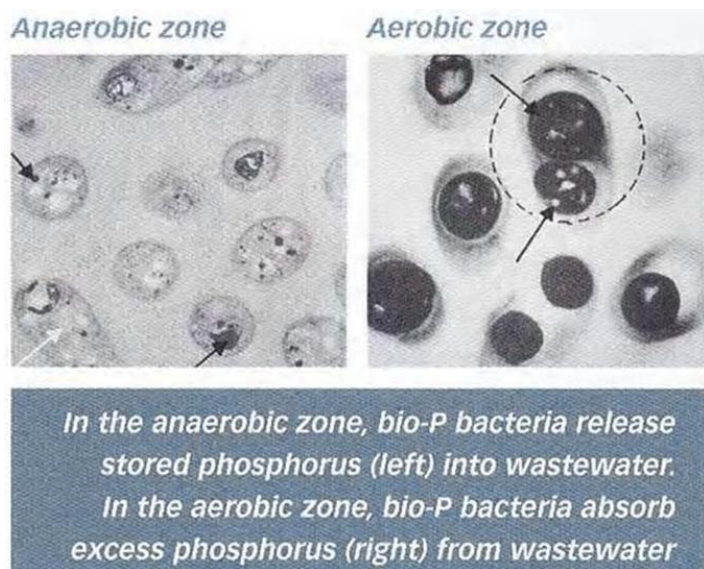 Anaerobic zone
Aerobic zone
In the anaerobic zone, bio-P bacteria release
stored phosphorus (left) into wastewater.
In the aerobic zone, bio-P bacteria absorb
excess phosphorus (right) from wastewater